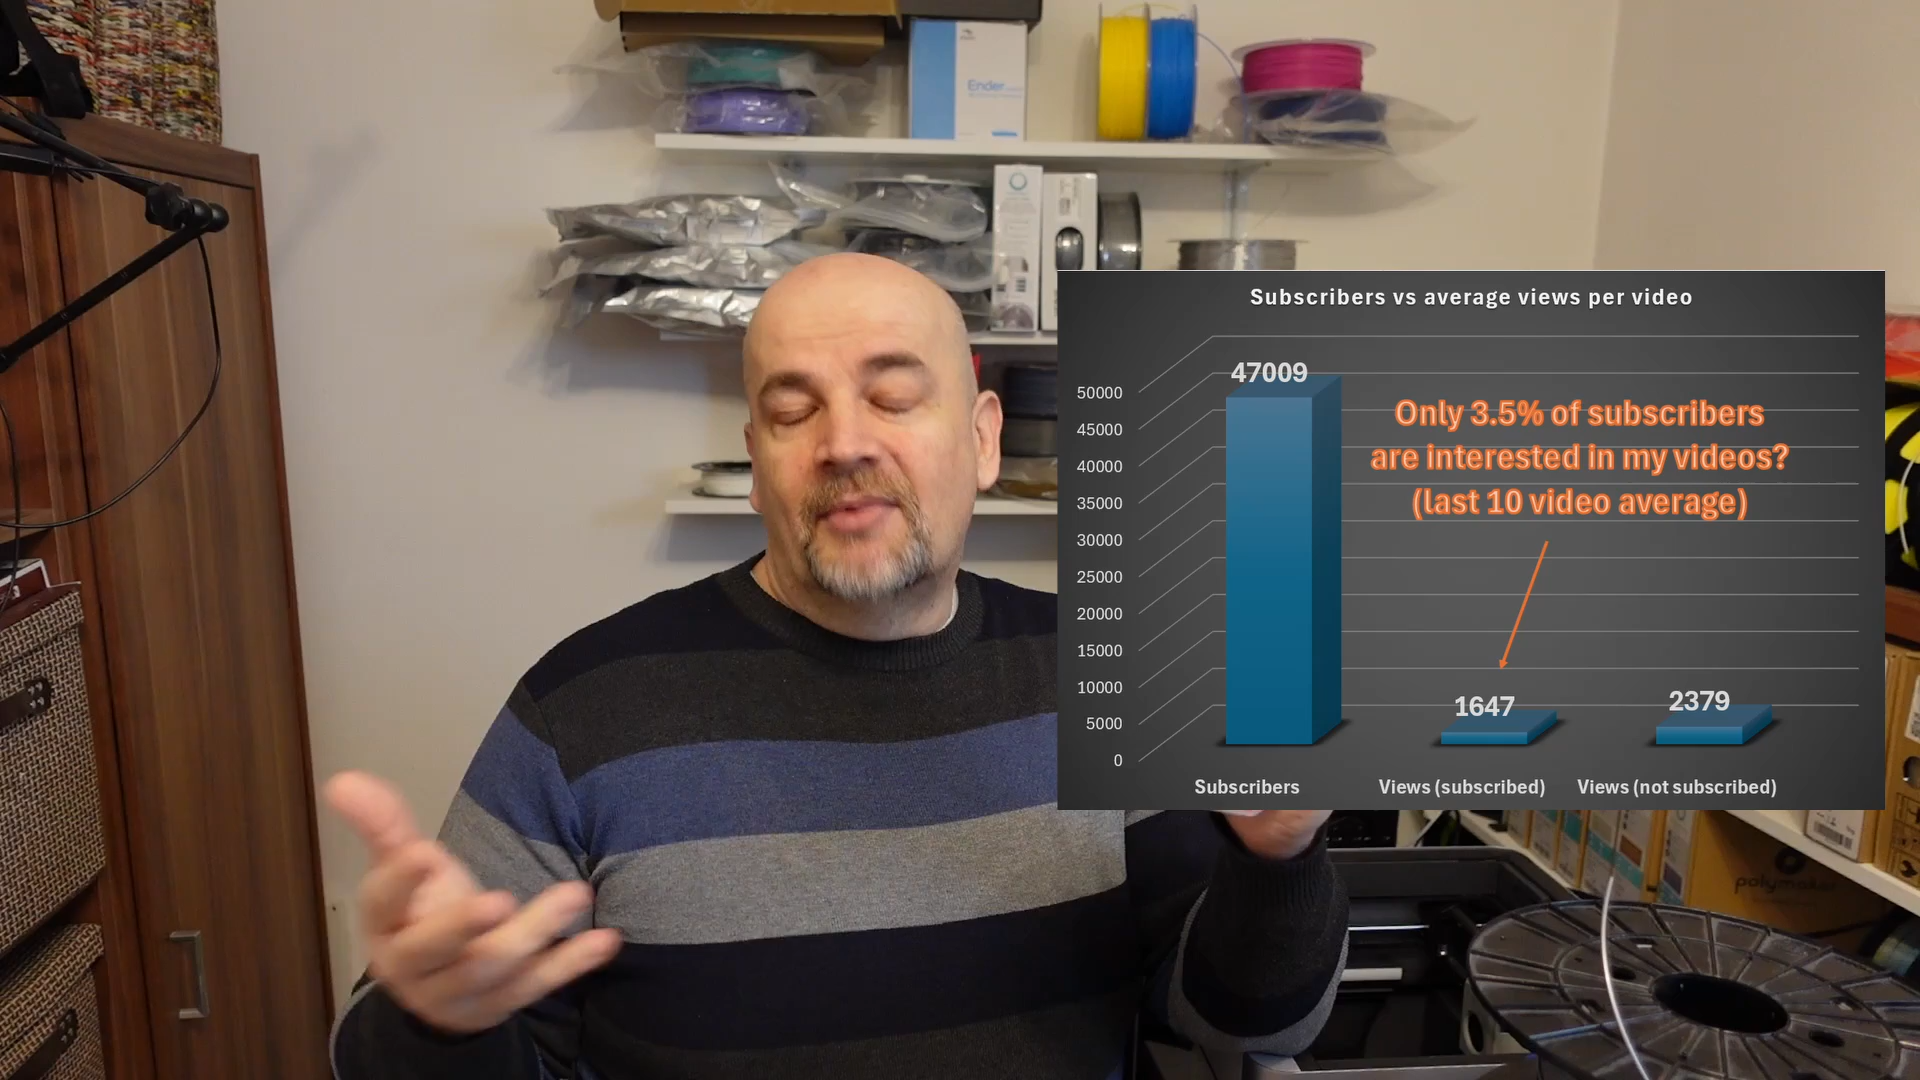 Ender
Subscribers vs average views per video
47009
50000
45000
40000
35000
30000
25000
20000
15000
10000
5000
0
Only 3.5% of subscribers
are interested in my videos?
(last 10 video average)
1647
2379
Subscribers
Views (subscribed)
Views (not subscribed)
polymaker